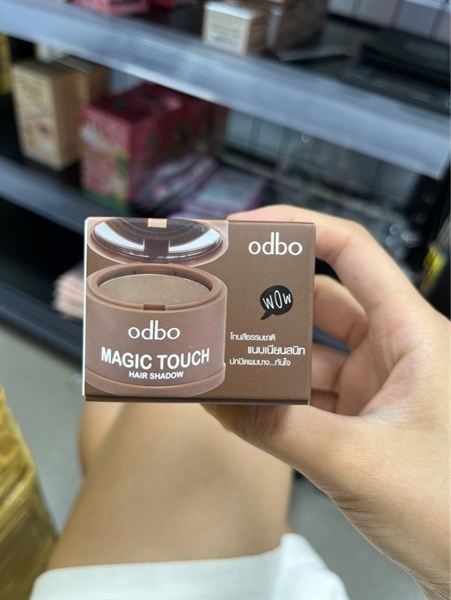 odbo
WOW
โทนสีธรรมชาติ
แนบเนียนสนิท
ปกปิดผมบาง...ทันใจ
odbo
MAGIC TOUCH
HAIR SHADOW